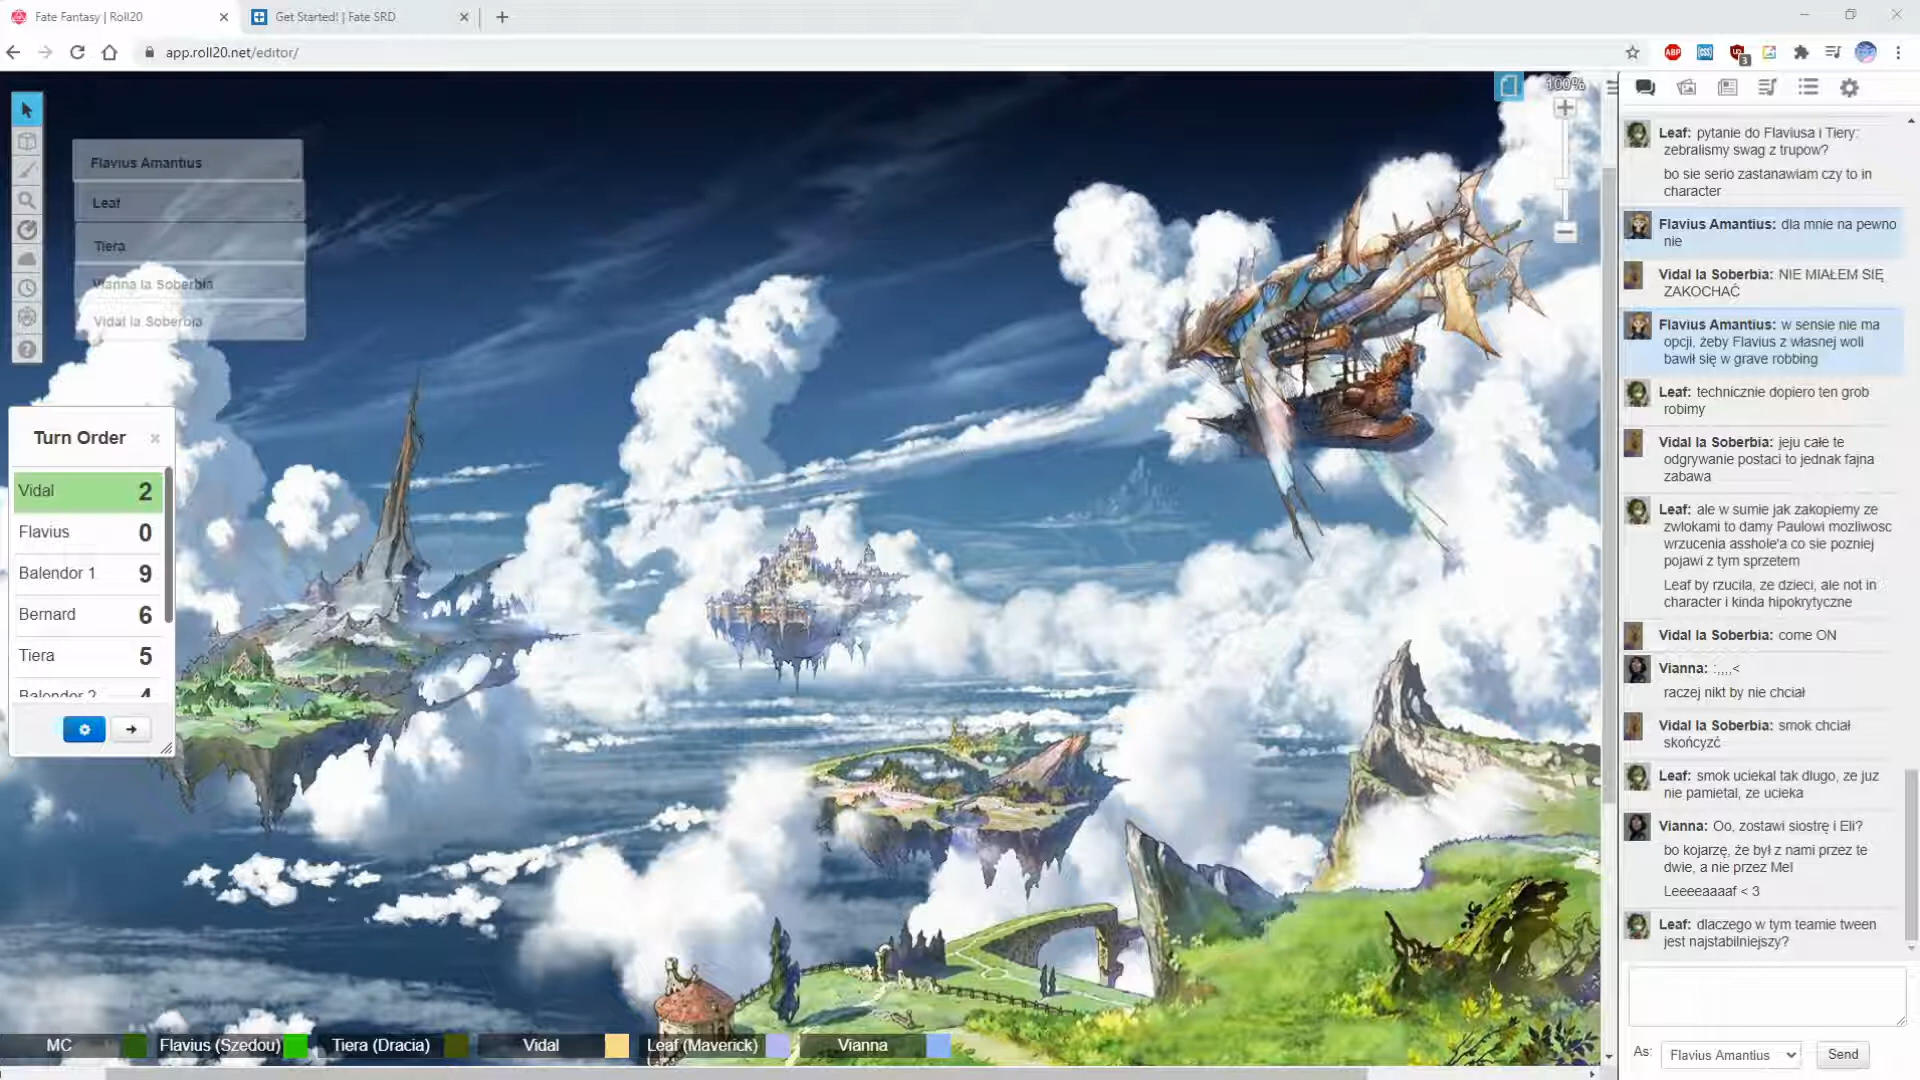 Fate Fantasy | Roll20
Get Started! | Fate SRD
app.roll20.net/editor/
ABP
3
100%
Flavius Amantius
Leaf
Tiera
Vianna la Soberbia
Vidal la Soberbia
Turn Order
Vidal 2
Flavius 0
Balendor 1 9
Bernard 6
Tiera 5
Balendor 2 4
Leaf: pytanie do Flaviusa i Tiery:
zebralismy swag z trupow?
bo sie serio zastanawiam czy to in
character
Flavius Amantius: dla mnie na pewno
nie
Vidal la Soberbia: NIE MIAŁEM SIĘ
ZAKOCHAĆ
Flavius Amantius: w sensie nie ma
opcji, żeby Flavius z własnej woli
bawił się w grave robbing
Leaf: technicznie dopiero ten grob
robimy
Vidal la Soberbia: jeju całe te
odgrywanie postaci to jednak fajna
zabawa
Leaf: ale w sumie jak zakopiemy ze
zwlokami to damy Paulowi mozliwosc
wrzucenia asshole'a co sie pozniej
pojawi z tym sprzetem
Leaf by rzucila, ze dzieci, ale not in
character i kinda hipokrytyczne
Vidal la Soberbia: come ON
Vianna: :,,,,<
raczej nikt by nie chciał
Vidal la Soberbia: smok chciał
skończyć
Leaf: smok uciekal tak dlugo, ze juz
nie pamietal, ze ucieka
Vianna: Oo, zostawi siostrę i Eli?
bo kojarzę, że był z nami przez te
dwie, a nie przez Mel
Leeeeaaaaf < 3
Leaf: dlaczego w tym teamie tween
jest najstabilniejszy?
As: Flavius Amantius Send
MC
Flavius (Szedou)
Tiera (Dracia)
Vidal
Leaf (Maverick)
Vianna